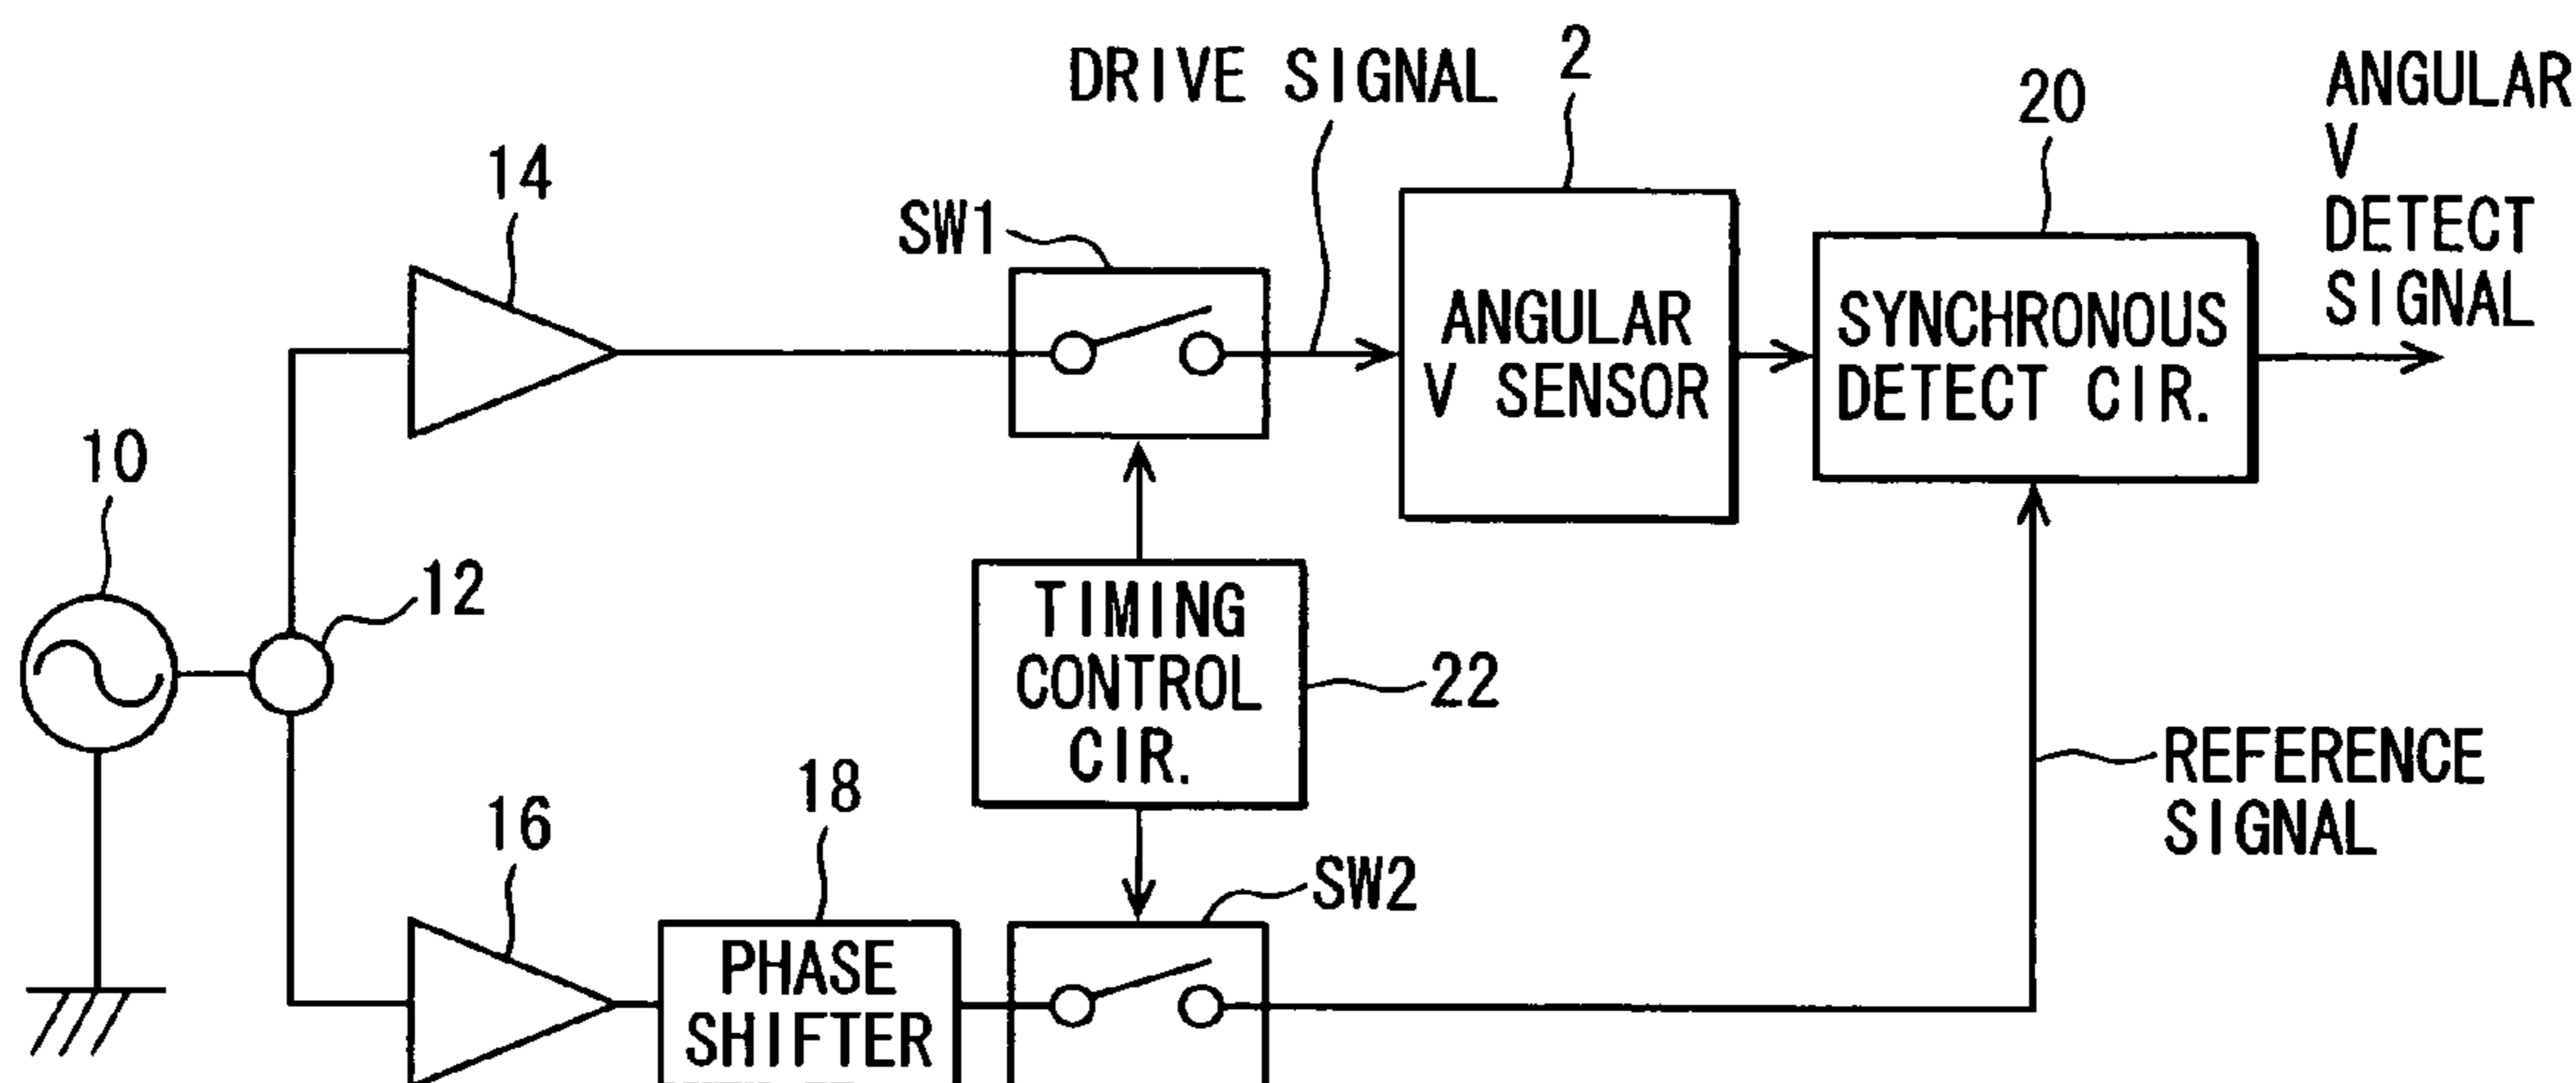 DRIVE SIGNAL
2
20
ANGULAR
V
DETECT
SIGNAL
14
SW1
ANGULAR
V SENSOR
SYNCHRONOUS
DETECT CIR.
10
12
TIMING
CONTROL
CIR.
22
REFERENCE
SIGNAL
16
18
SW2
PHASE
SHIFTER